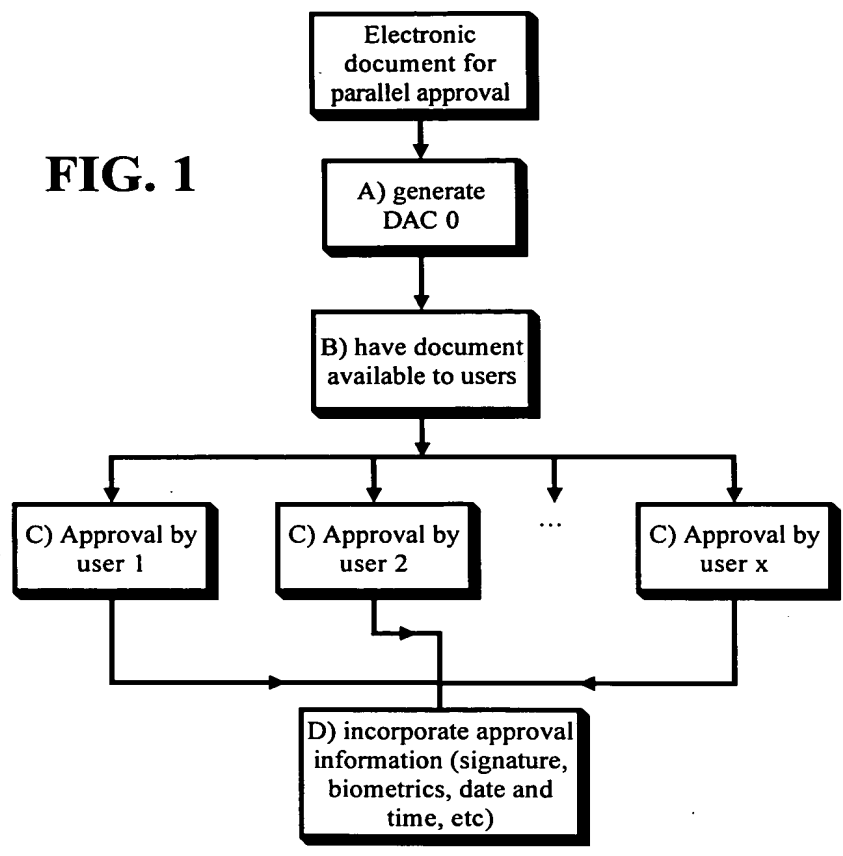 Electronic
document for
parallel approval
FIG. 1
A) generate
DAC 0
B) have document
available to users
C) Approval by
user 1
C) Approval by
user 2
...
C) Approval by
user x
D) incorporate approval
information (signature,
biometrics, date and
time, etc)